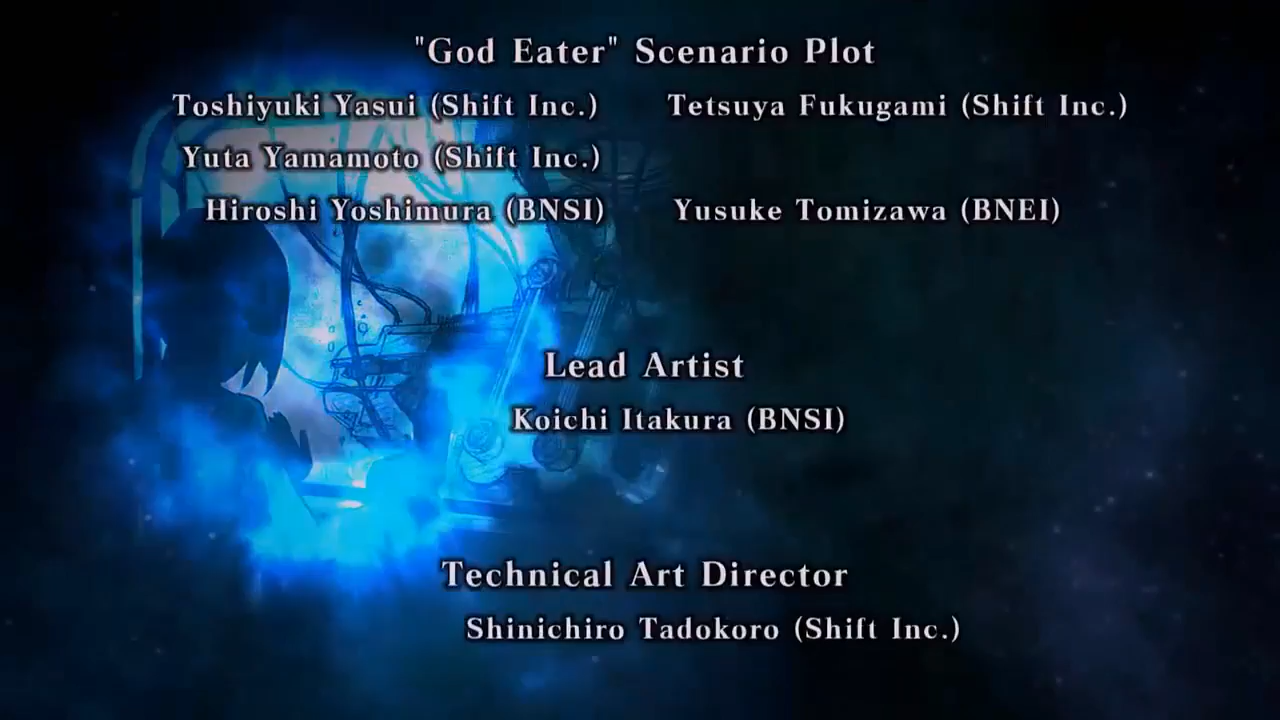 "God Eater" Scenario Plot
Toshiyuki Yasui (Shift Inc.) Tetsuya Fukugami (Shift Inc.)
Yuta Yamamoto (Shift Inc.)
Hiroshi Yoshimura (BNSI) Yusuke Tomizawa (BNEI)
Lead Artist
Koichi Itakura (BNSI)
Technical Art Director
Shinichiro Tadokoro (Shift Inc.)